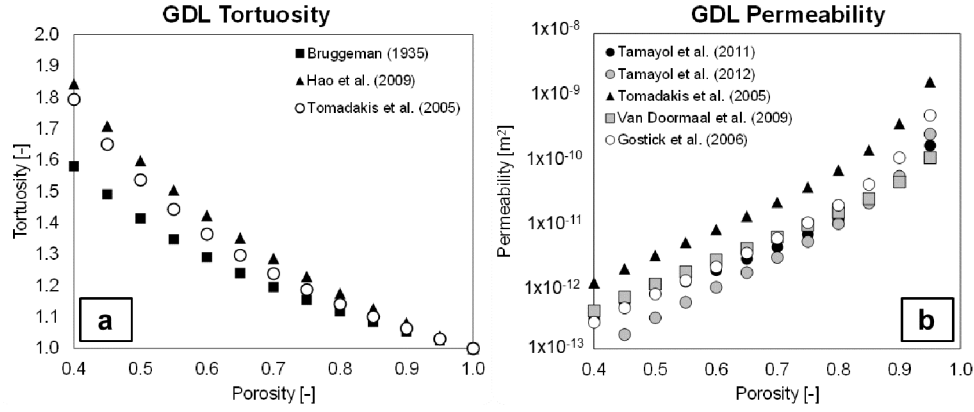 GDL Tortuosity
2.0
1.9
1.8
1.7
1.6
1.5
1.4
1.3
1.2
1.1
1.0
Tortuosity [-]
Bruggeman (1935)
Hao et al. (2009)
Tomadakis et al. (2005)
a
0.4 0.5 0.6 0.7 0.8 0.9 1.0
Porosity [-]
GDL Permeability
1x10⁻⁸
1x10⁻⁹
1x10⁻¹⁰
1x10⁻¹¹
1x10⁻¹²
1x10⁻¹³
Permeability [m²]
Tamayol et al. (2011)
Tamayol et al. (2012)
Tomadakis et al. (2005)
Van Doormaal et al. (2009)
Gostick et al. (2006)
b
0.4 0.5 0.6 0.7 0.8 0.9 1.0
Porosity [-]